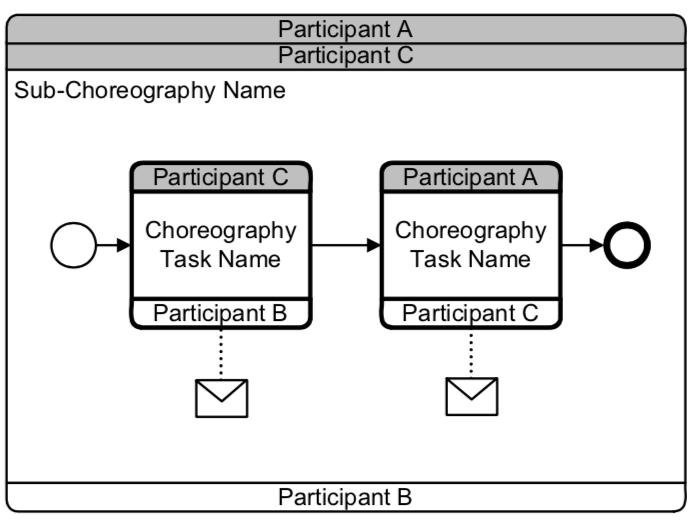 Participant A
Participant C
Sub-Choreography Name
Participant C
Choreography
Task Name
Participant B
Participant A
Choreography
Task Name
Participant C
Participant B